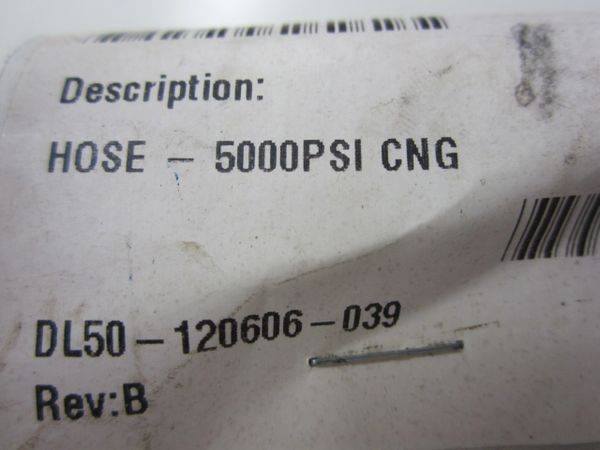 Description:
HOSE - 5000PSI CNG
DL50-120606-039
Rev:B